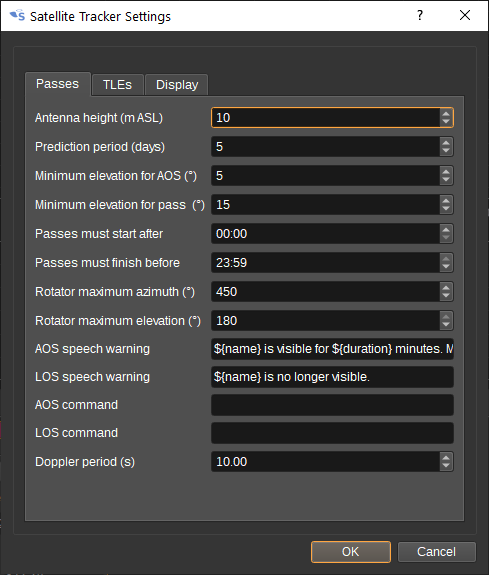 Satellite Tracker Settings
Passes TLEs Display
Antenna height (m ASL) 10
Prediction period (days) 5
Minimum elevation for AOS (°) 5
Minimum elevation for pass (°) 15
Passes must start after 00:00
Passes must finish before 23:59
Rotator maximum azimuth (°) 450
Rotator maximum elevation (°) 180
AOS speech warning ${name} is visible for ${duration} minutes. M
LOS speech warning ${name} is no longer visible.
AOS command
LOS command
Doppler period (s) 10.00
OK Cancel